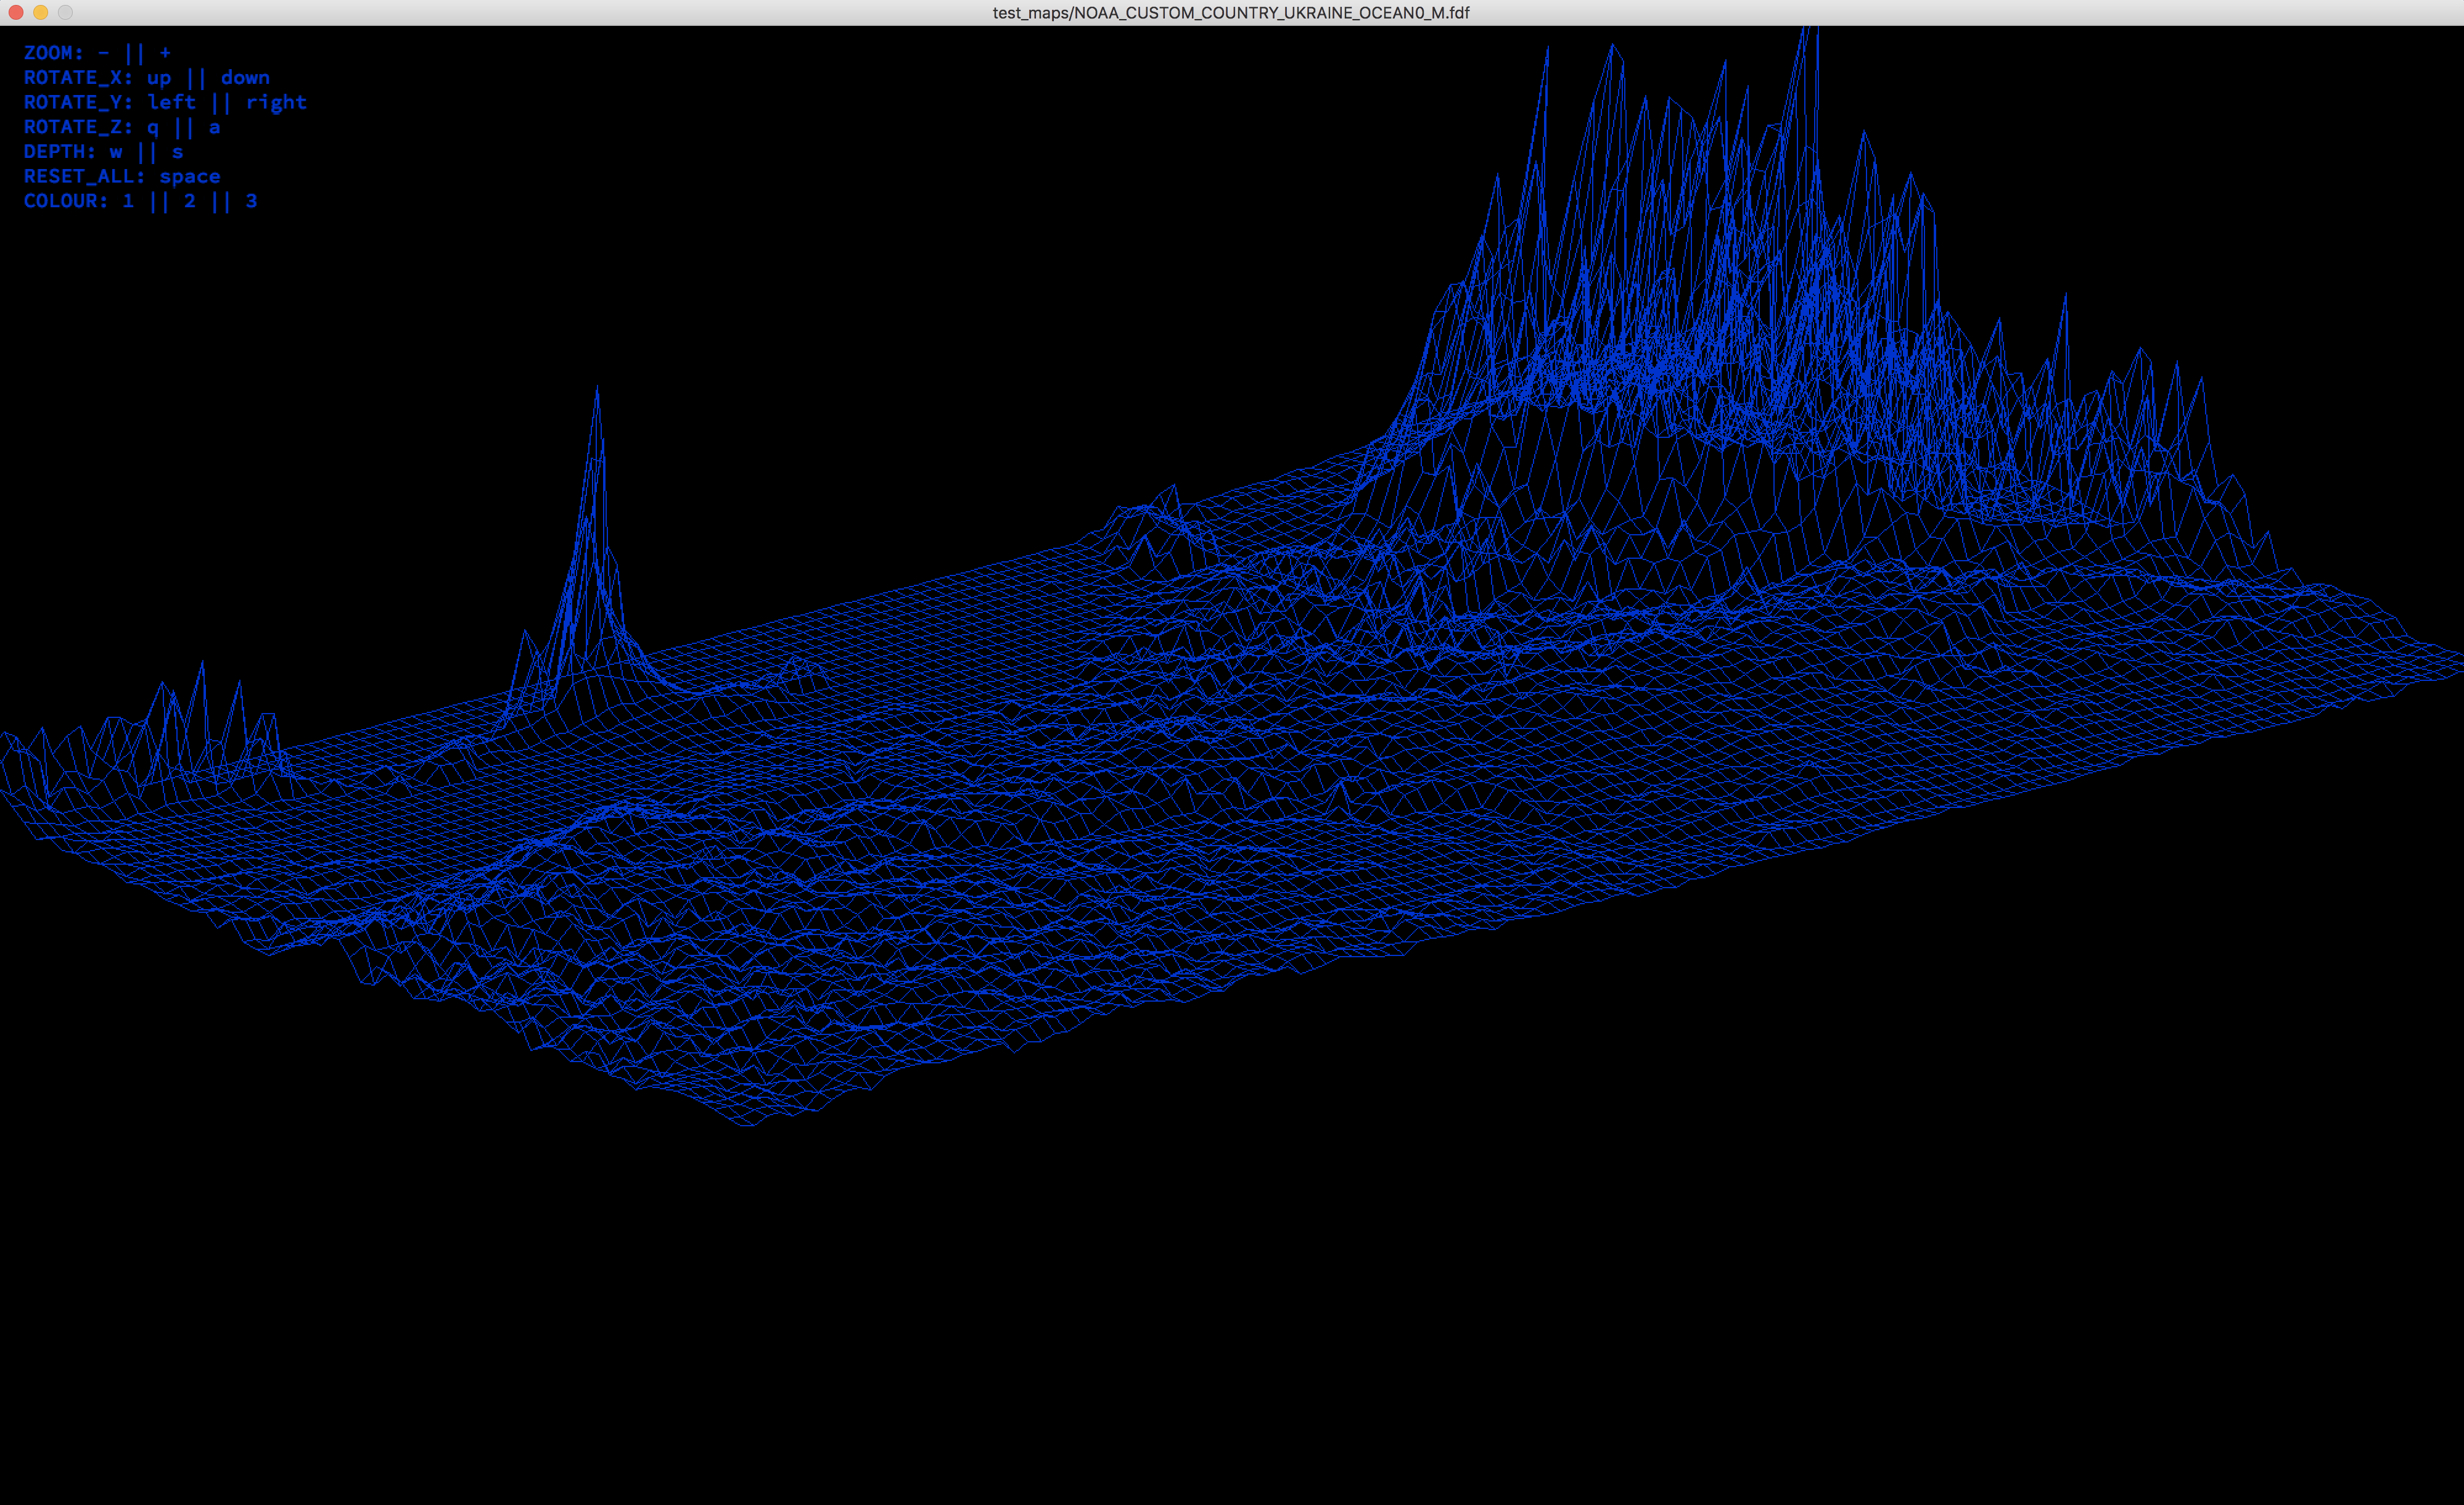 test_maps/NOAA_CUSTOM_COUNTRY_UKRAINE_OCEAN0_M.fdf
ZOOM: - || +
ROTATE_X: up || down
ROTATE_Y: left || right
ROTATE_Z: q || a
DEPTH: w || s
RESET_ALL: space
COLOUR: 1 || 2 || 3